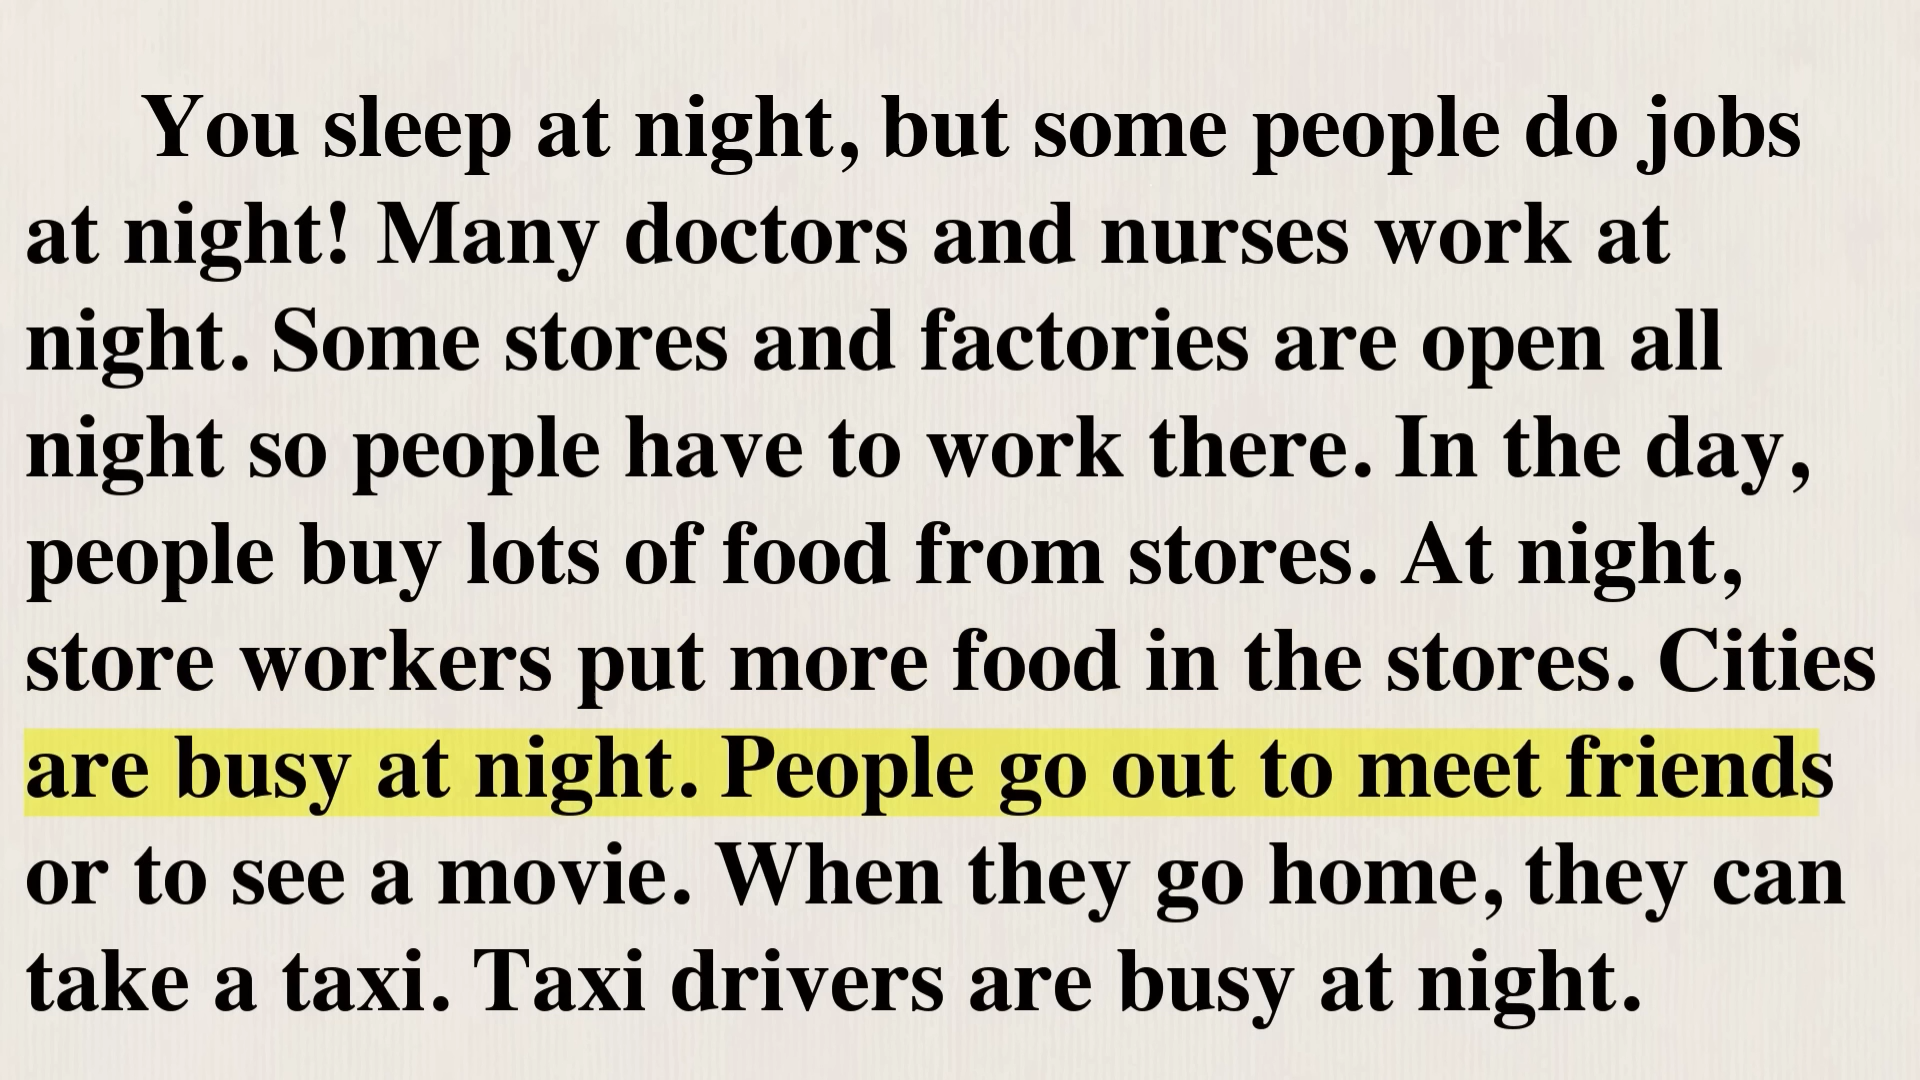 You sleep at night, but some people do jobs
at night! Many doctors and nurses work at
night. Some stores and factories are open all
night so people have to work there. In the day,
people buy lots of food from stores. At night,
store workers put more food in the stores. Cities
are busy at night. People go out to meet friends
or to see a movie. When they go home, they can
take a taxi. Taxi drivers are busy at night.